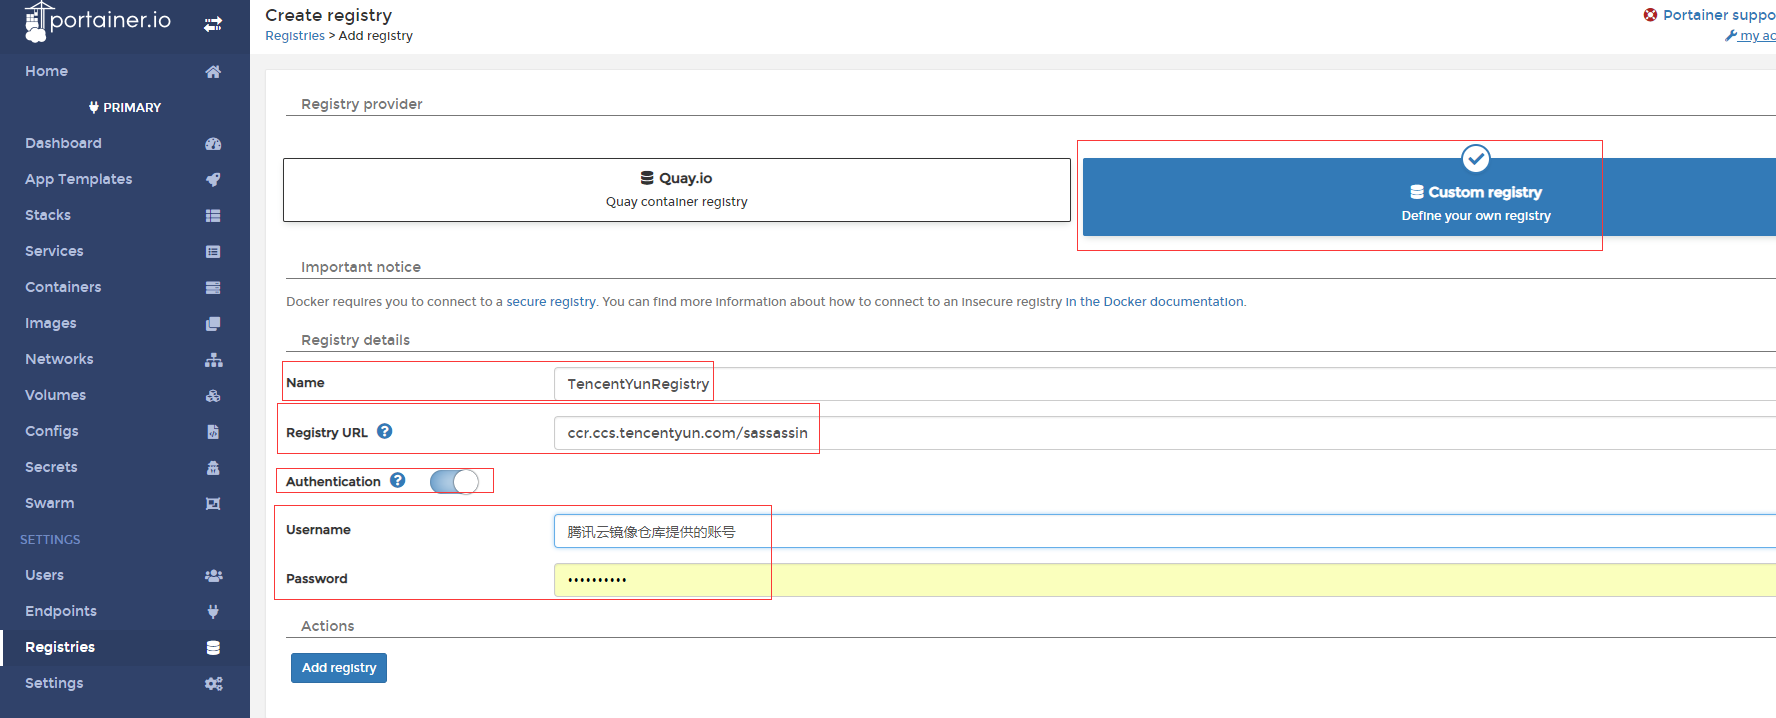 portainer.io
Home
PRIMARY
Dashboard
App Templates
Stacks
Services
Containers
Images
Networks
Volumes
Configs
Secrets
Swarm
SETTINGS
Users
Endpoints
Registries
Settings
Create registry
Registries > Add registry
Portainer suppo
my ac
Registry provider
Quay.io
Quay container registry
Custom registry
Define your own registry
Important notice
Docker requires you to connect to a secure registry. You can find more information about how to connect to an insecure registry in the Docker documentation.
Registry details
Name
TencentYunRegistry
Registry URL
ccr.ccs.tencentyun.com/sassassin
Authentication
Username
腾讯云镜像仓库提供的账号
Password
••••••••••
Actions
Add registry